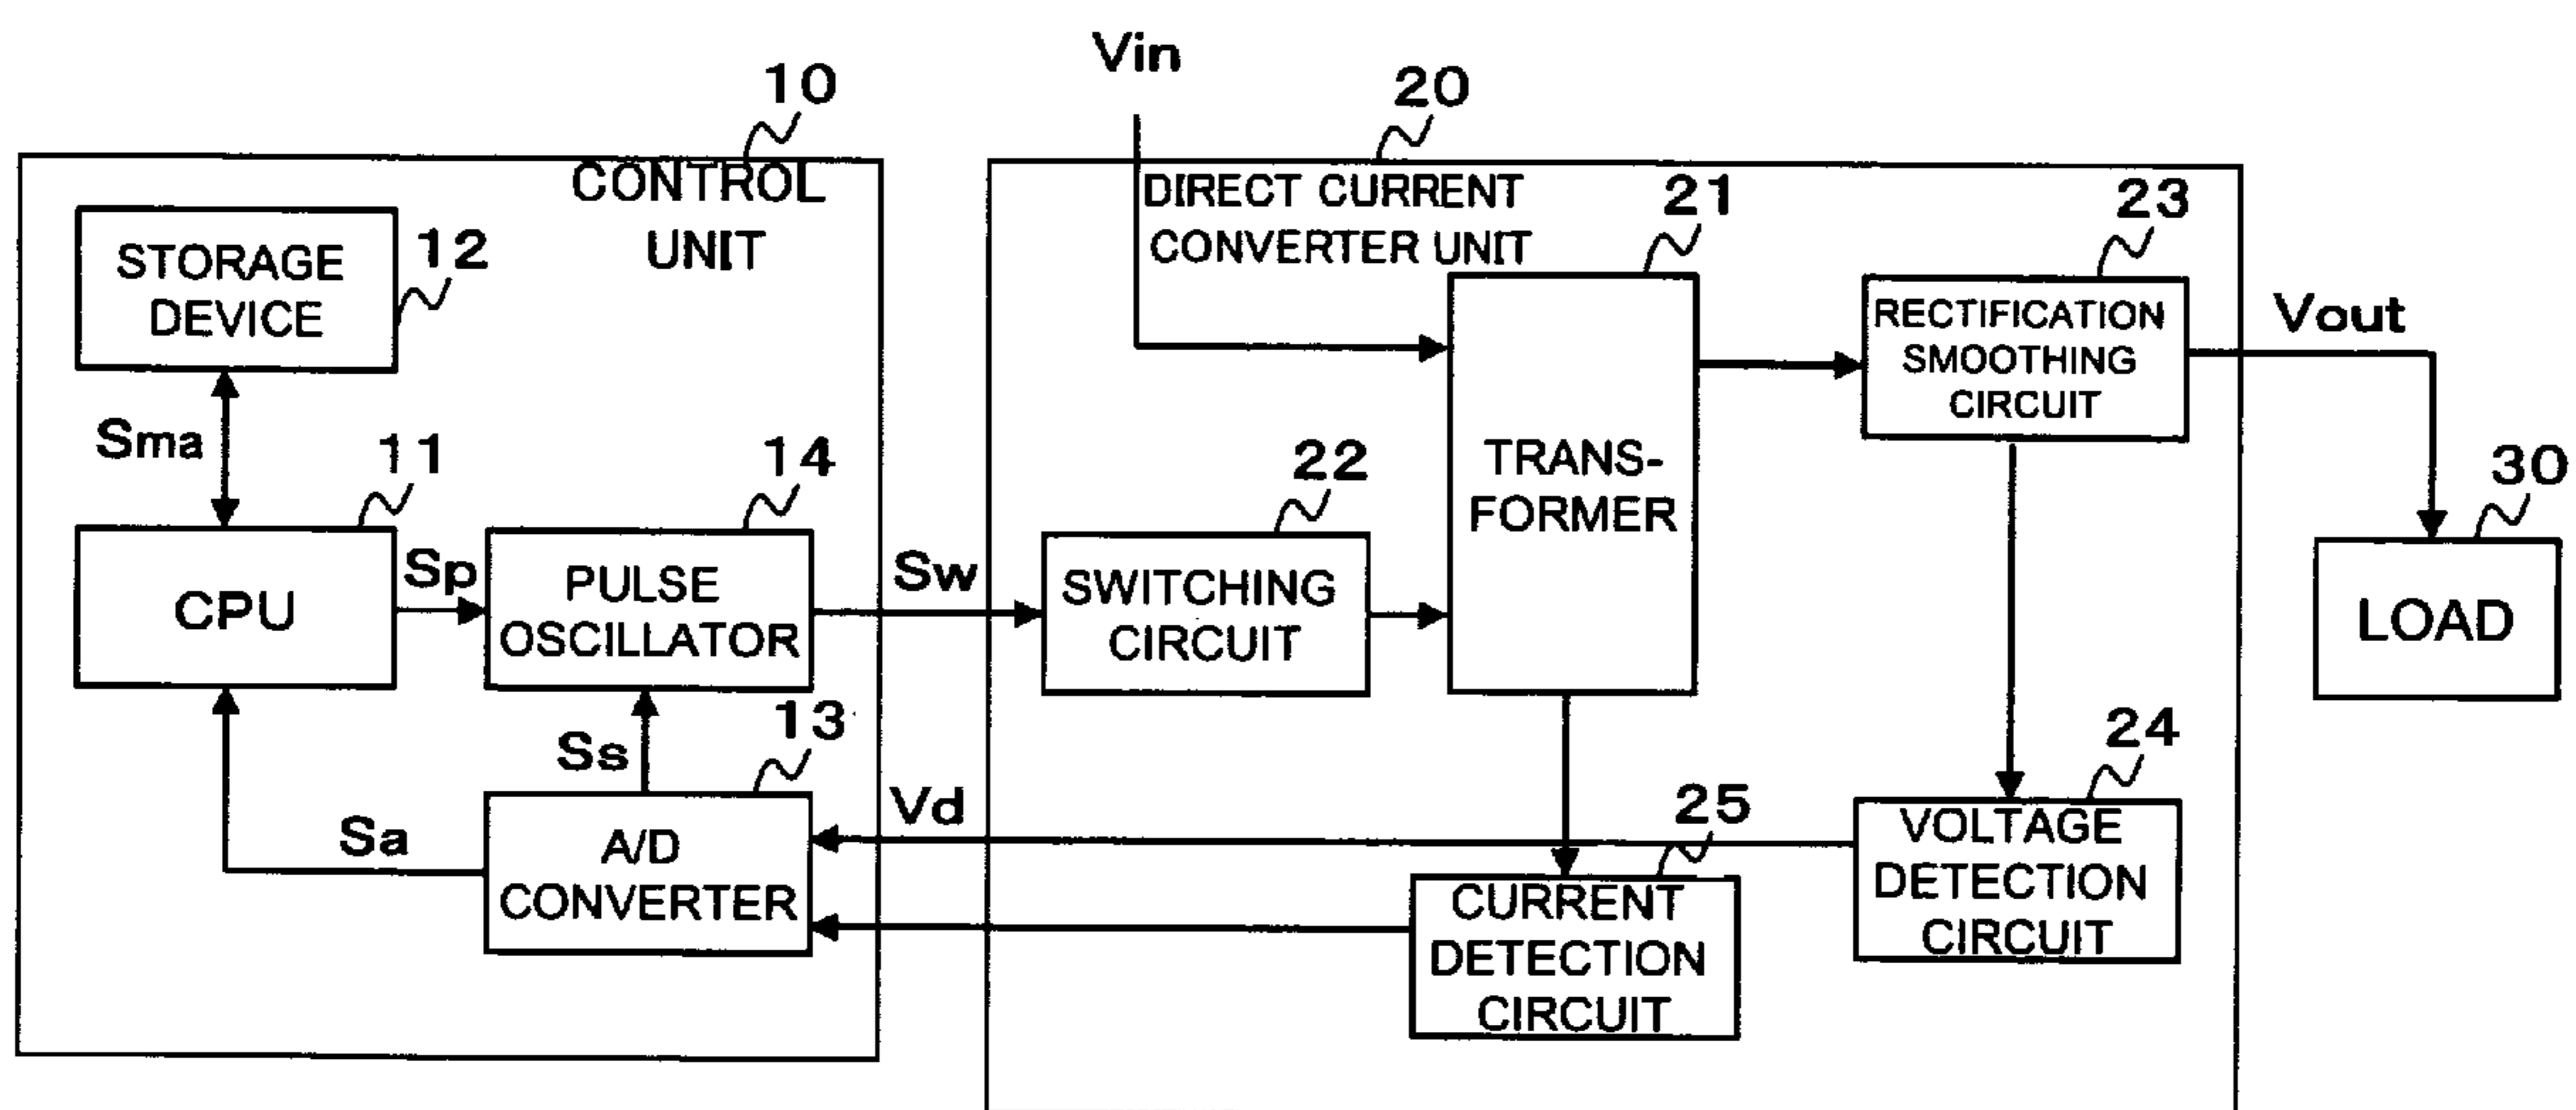 Vin
10
20
CONTROL
UNIT
DIRECT CURRENT
CONVERTER UNIT
21
23
STORAGE
DEVICE
12
RECTIFICATION
SMOOTHING
CIRCUIT
Vout
Sma
11
14
22
TRANS-
FORMER
30
CPU
Sp
PULSE
OSCILLATOR
Sw
SWITCHING
CIRCUIT
LOAD
13
Ss
24
Sa
A/D
CONVERTER
Vd
25
VOLTAGE
DETECTION
CIRCUIT
CURRENT
DETECTION
CIRCUIT